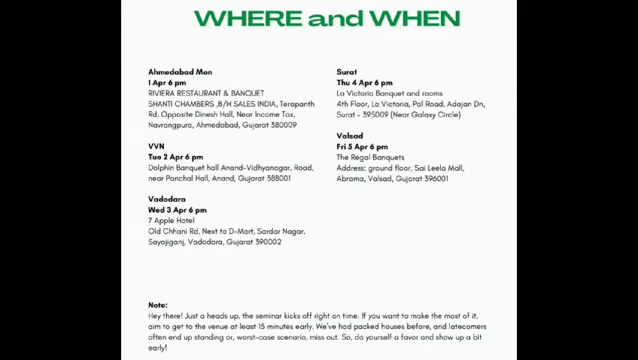 WHERE and WHEN
Ahmedabad Mon
1 Apr 6 pm
RIVIERA RESTAURANT & BANQUET
SHANTI CHAMBERS ,B/H SALES INDIA, Terapanth
Rd, Opposite Dinesh Hall, Near Income Tax,
Navrangpura, Ahmedabad, Gujarat 380009
VVN
Tue 2 Apr 6 pm
Dolphin Banquet hall Anand-Vidhyanagar, Road,
near Panchal Hall, Anand, Gujarat 388001
Vadodara
Wed 3 Apr 6 pm
7 Apple Hotel
Old Chhani Rd, Next to D-Mart, Sardar Nagar,
Sayajiganj, Vadodara, Gujarat 390002
Surat
Thu 4 Apr 6 pm
La Victoria Banquet and rooms
4th Floor, La Victoria, Pal Road, Adajan Dn,
Surat - 395009 (Near Galaxy Circle)
Valsad
Fri 5 Apr 6 pm
The Regal Banquets
Address: ground floor, Sai Leela Mall,
Abrama, Valsad, Gujarat 396001
Note:
Hey there! Just a heads up, the seminar kicks off right on time. If you want to make the most of it,
aim to get to the venue at least 15 minutes early. We've had packed houses before, and latecomers
often end up standing or, worst-case scenario, miss out. So, do yourself a favor and show up a bit
early!